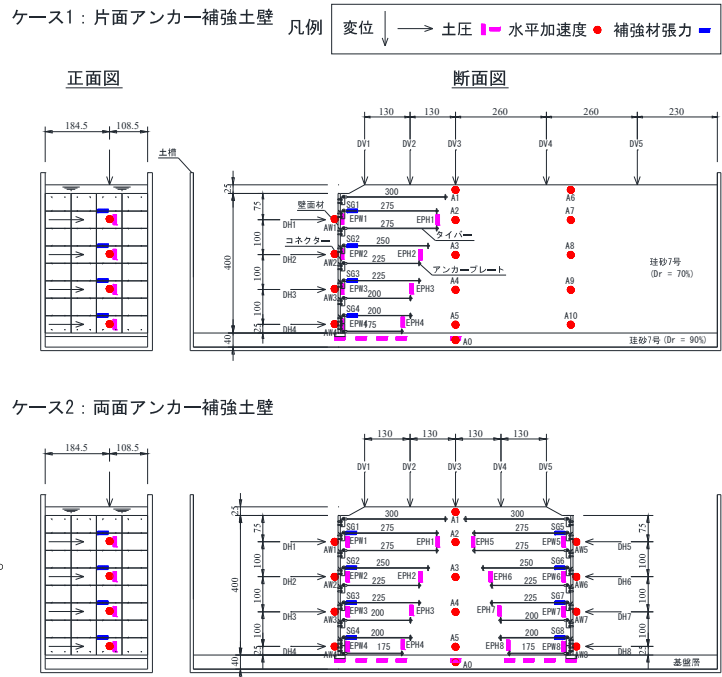 ケース1：片面アンカー補強土壁
凡例 変位 土圧 水平加速度 補強材張力
正面図 断面図
184.5 108.5 130 130 260 260 230
DV1 DV2 DV3 DV4 DV5
土槽
25 300 A1 A6
壁面材 SG1 275 A2 A7
75 DH1 AW1 EPW1 EPH1
275 タイバー
コネクター SG2 250
100 DH2 AW2 EPW2 EPH2 A3 A8
225 アンカープレート
珪砂7号
(Dr = 70%)
400 SG3 225
100 DH3 AW3 EPW3 EPH3 A4 A9
200
SG4 200
100 DH4 AW4 EPW4 175 EPH4 A5 A10
25
40 A0 珪砂7号(Dr = 90%)
ケース2：両面アンカー補強土壁
184.5 108.5 130 130 130 130
DV1 DV2 DV3 DV4 DV5
25 300 A1 300
75 SG1 275 A2 275 SG5 75
DH1 AW1 EPW1 EPH1 EPH5 EPW5 AW5 DH5
275 275
100 SG2 250 A3 250 SG6 100
DH2 AW2 EPW2 EPH2 EPH6 EPW6 AW6 DH6
225 225
400 100 SG3 225 A4 225 SG7 100
DH3 AW3 EPW3 EPH3 EPH7 EPW7 AW7 DH7
200 200
100 SG4 200 A5 200 SG8 100
DH4 AW4 EPW4 175 EPH4 EPH8 175 EPW8 AW8 DH8
25 25
40 A0 基盤層 40